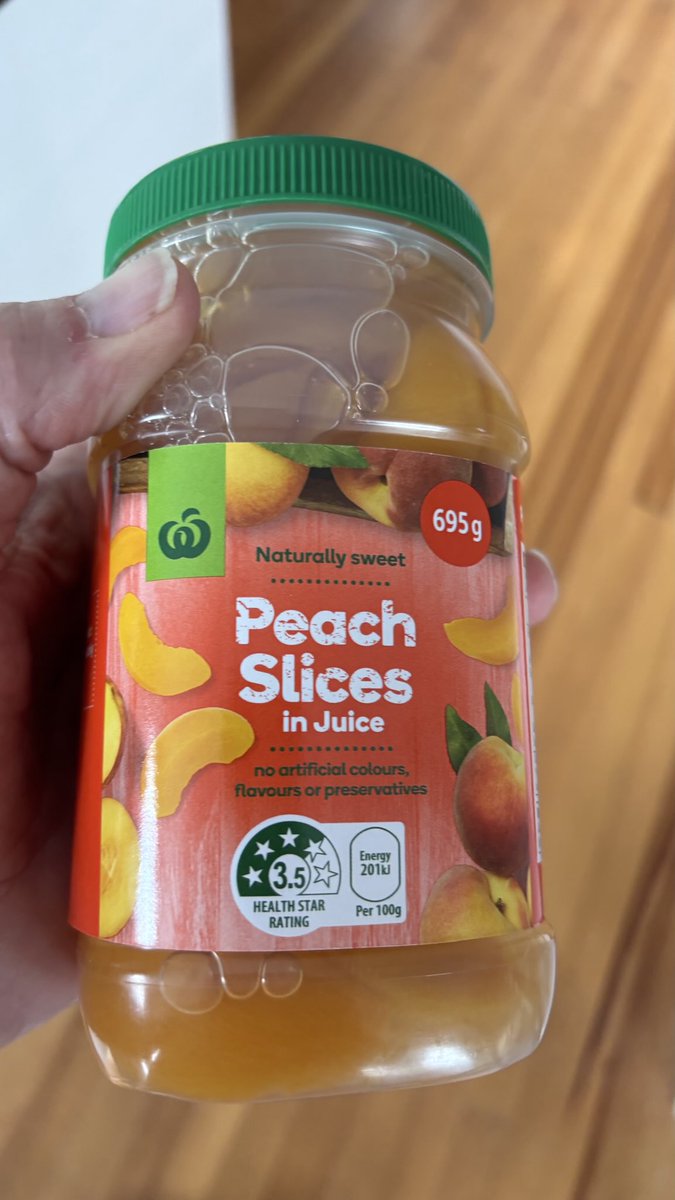 695g
Naturally sweet
Peach
Slices
in Juice
no artificial colours,
flavours or preservatives
3.5
HEALTH STAR
RATING
Energy
201kJ
Per 100g